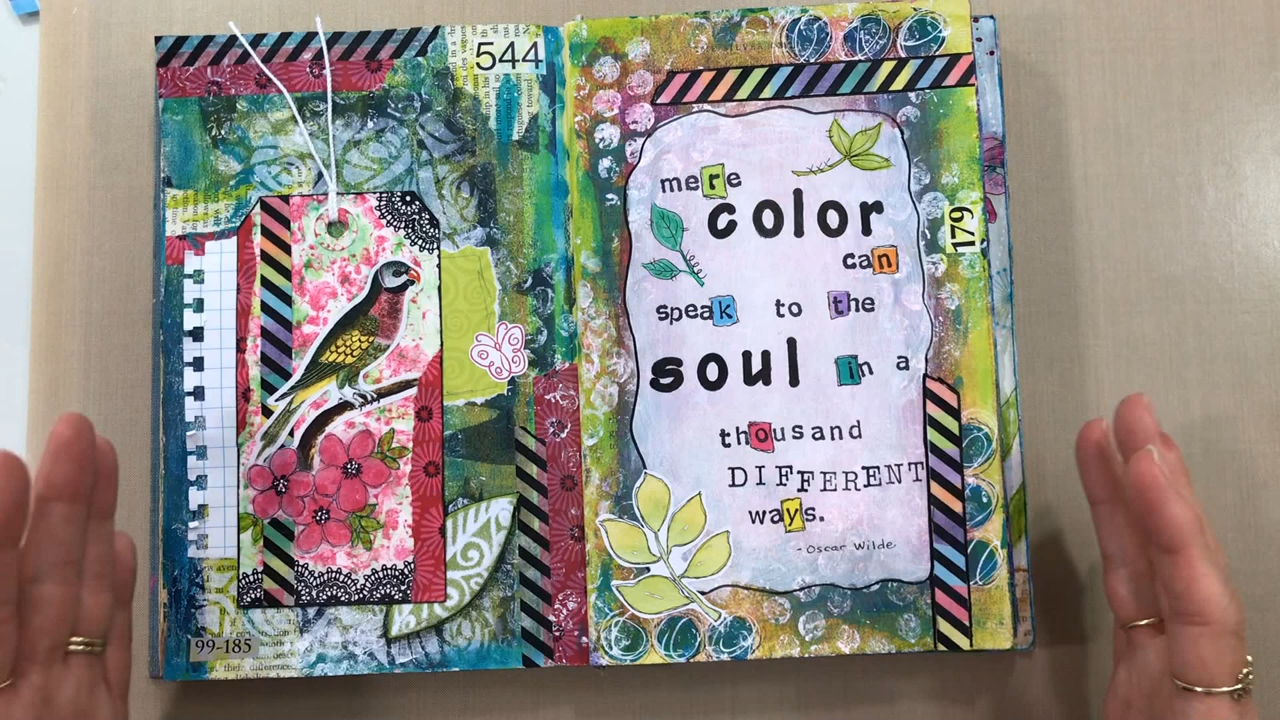 544
99-185
mere
color
can
speak to the
soul in a
thousand
DIFFERENT
ways.
- Oscar Wilde
179